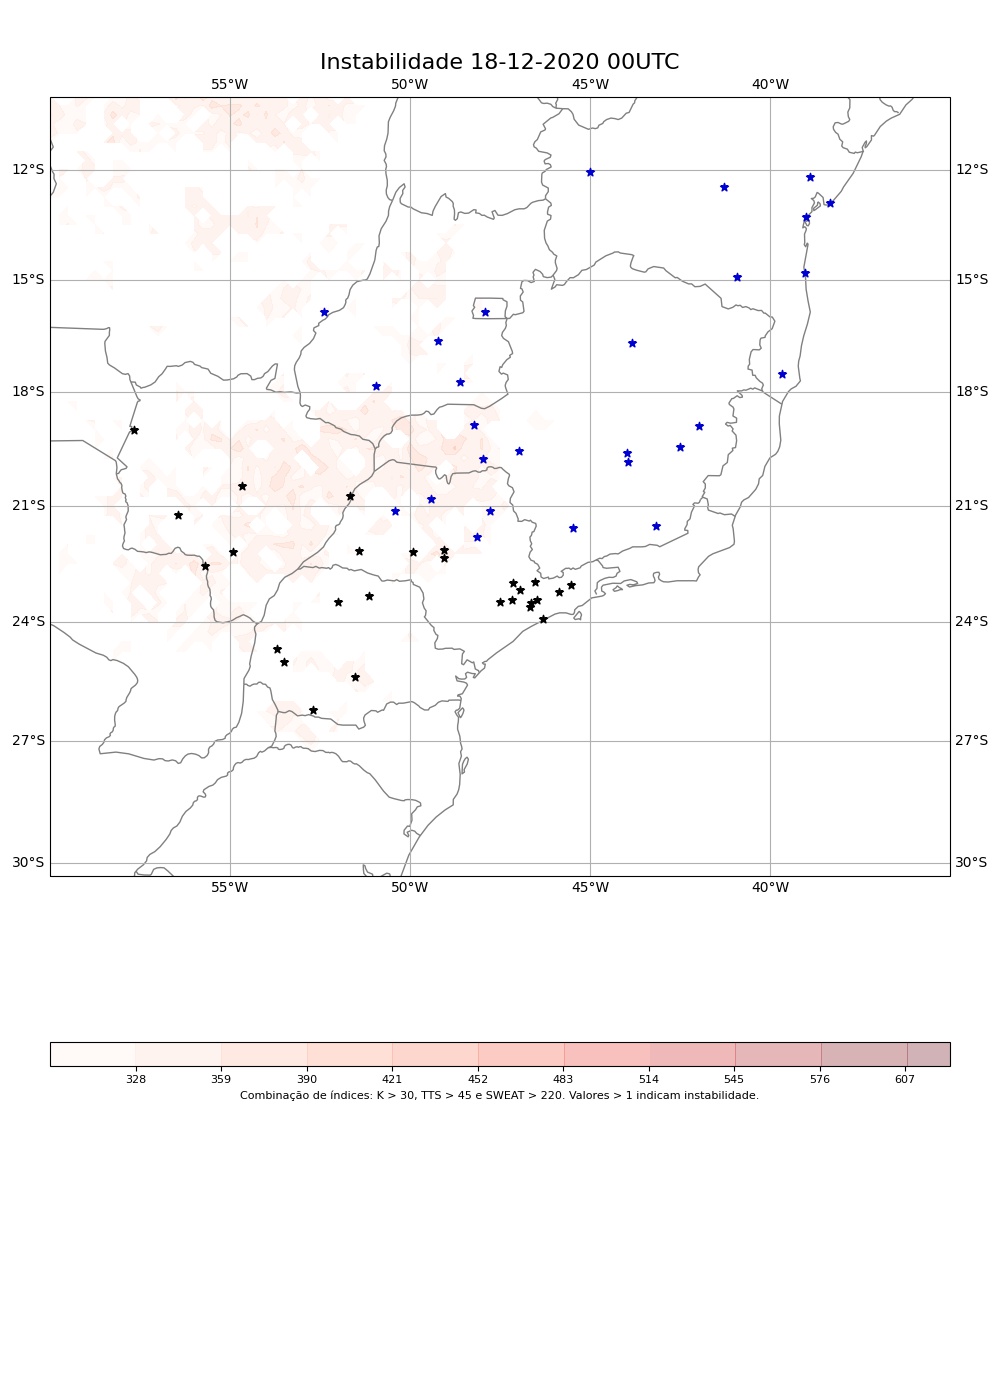 Instabilidade 18-12-2020 00UTC
55°W 50°W 45°W 40°W
12°S 12°S
15°S 15°S
18°S 18°S
21°S 21°S
24°S 24°S
27°S 27°S
30°S 30°S
55°W 50°W 45°W 40°W
328 359 390 421 452 483 514 545 576 607
Combinação de índices: K > 30, TTS > 45 e SWEAT > 220. Valores > 1 indicam instabilidade.